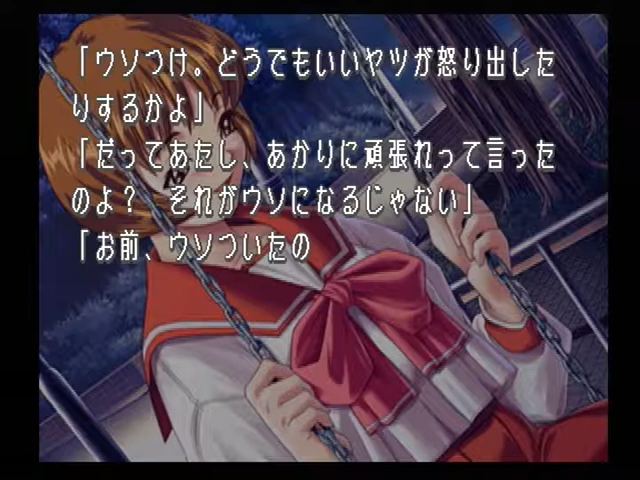 「ウソつけ。どうでもいいヤツが怒り出した
りするかよ」
「だってあたし、あかりに頑張れって言った
のよ？　それがウソになるじゃない」
「お前、ウソついたの